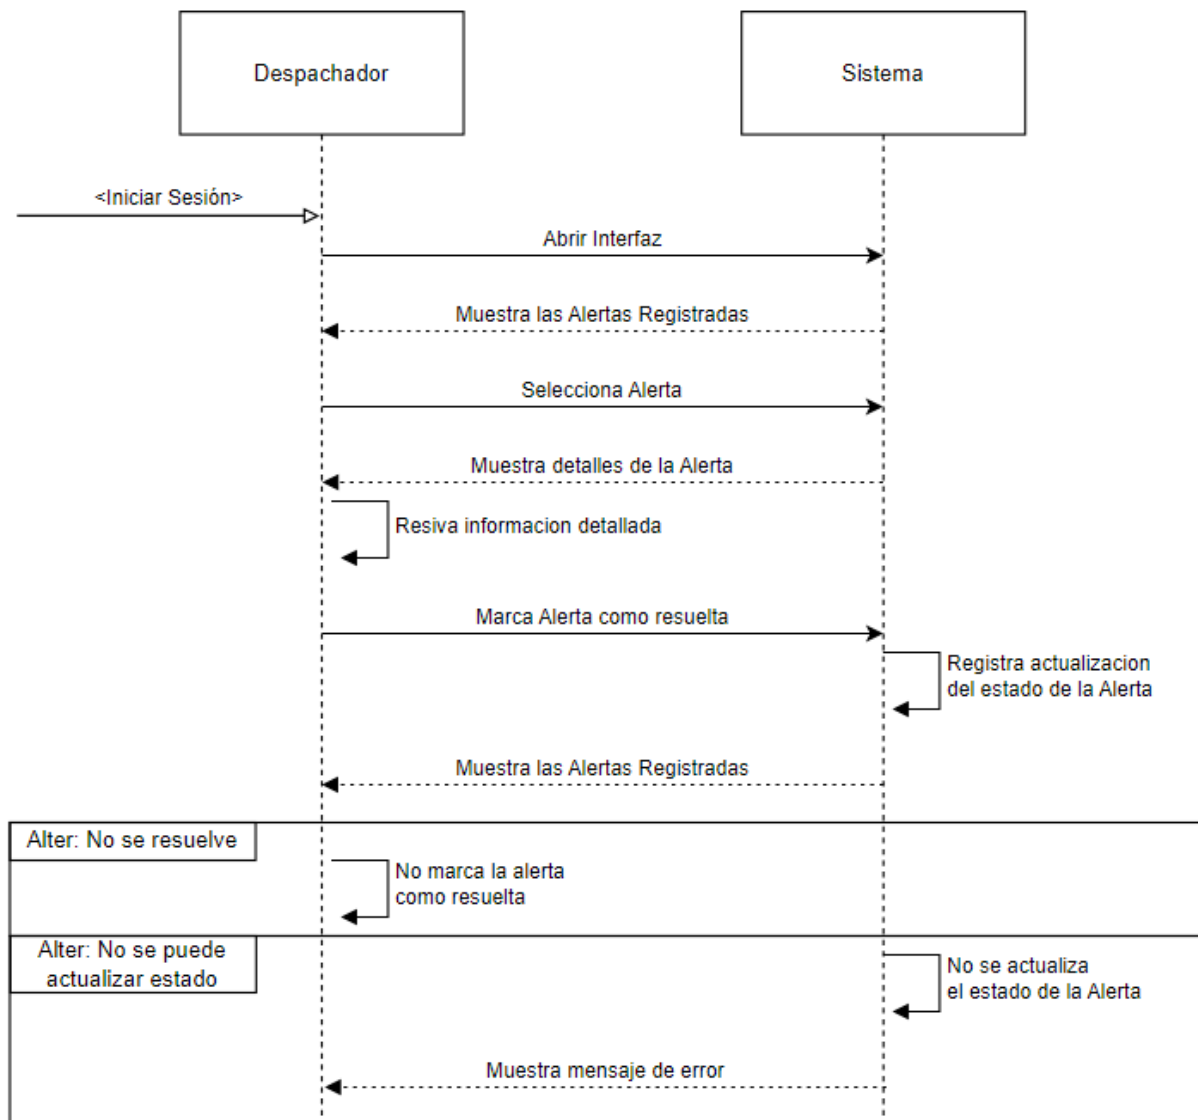 Despachador
Sistema
<Iniciar Sesión>
Abrir Interfaz
Muestra las Alertas Registradas
Selecciona Alerta
Muestra detalles de la Alerta
Resiva informacion detallada
Marca Alerta como resuelta
Registra actualizacion
del estado de la Alerta
Muestra las Alertas Registradas
Alter: No se resuelve
No marca la alerta
como resuelta
Alter: No se puede
actualizar estado
No se actualiza
el estado de la Alerta
Muestra mensaje de error